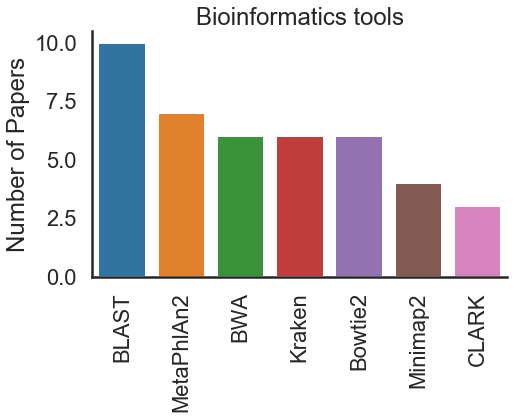 Bioinformatics tools
Number of Papers
10.0
7.5
5.0
2.5
0.0
BLAST
MetaPhlAn2
BWA
Kraken
Bowtie2
Minimap2
CLARK